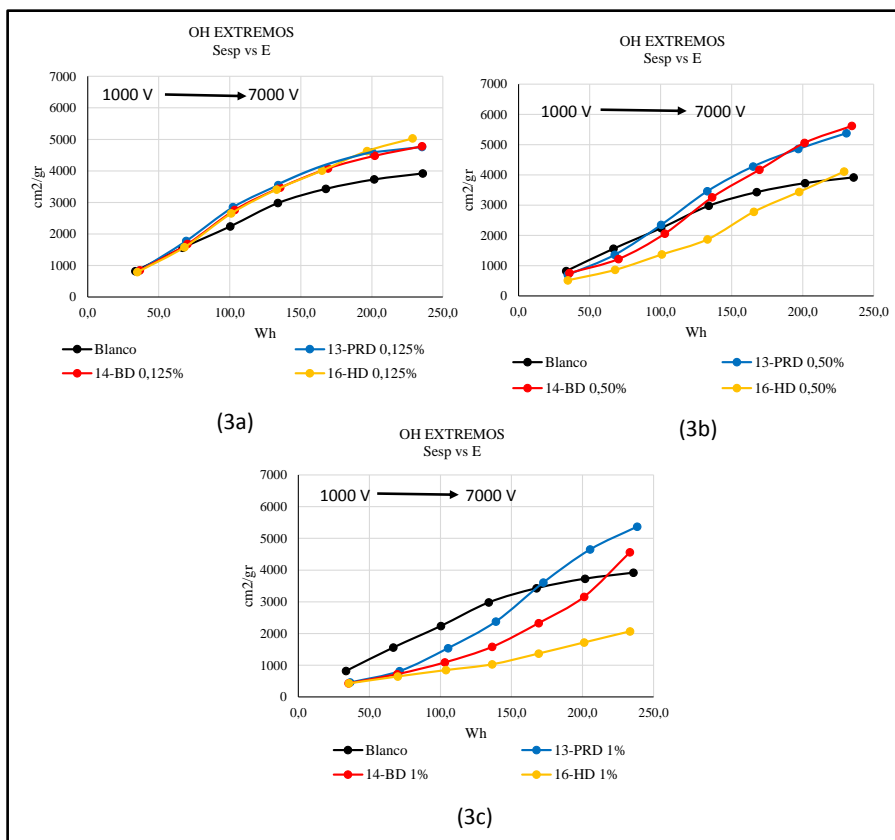 OH EXTREMOS
Sesp vs E
7000
6000
5000
4000
3000
2000
1000
0
cm2/gr
1000 V 7000 V
0,0 50,0 100,0 150,0 200,0 250,0
Wh
Blanco 13-PRD 0,125%
14-BD 0,125% 16-HD 0,125%
(3a)
OH EXTREMOS
Sesp vs E
7000
6000
5000
4000
3000
2000
1000
0
cm2/gr
1000 V 7000 V
0,0 50,0 100,0 150,0 200,0 250,0
Wh
Blanco 13-PRD 0,50%
14-BD 0,50% 16-HD 0,50%
(3b)
OH EXTREMOS
Sesp vs E
7000
6000
5000
4000
3000
2000
1000
0
cm2/gr
1000 V 7000 V
0,0 50,0 100,0 150,0 200,0 250,0
Wh
Blanco 13-PRD 1%
14-BD 1% 16-HD 1%
(3c)